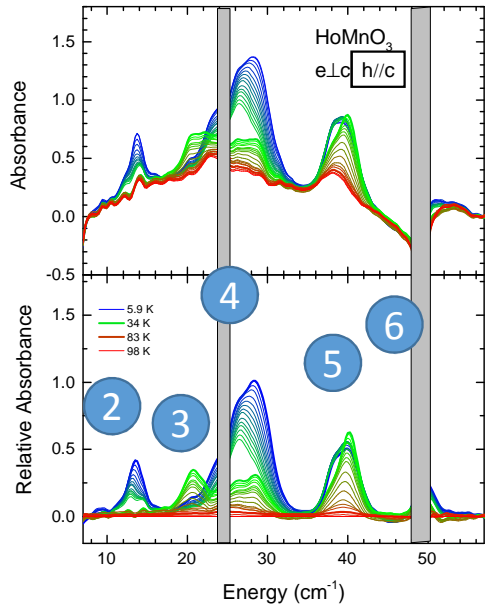 1.5
HoMnO₃
e⊥c h//c
1.0
Absorbance
0.5
0.0
-0.5
4
5.9 K
1.5
34 K
6
83 K
98 K
5
1.0
2
3
Relative Absorbance
0.5
0.0
10 20 30 40 50
Energy (cm⁻¹)